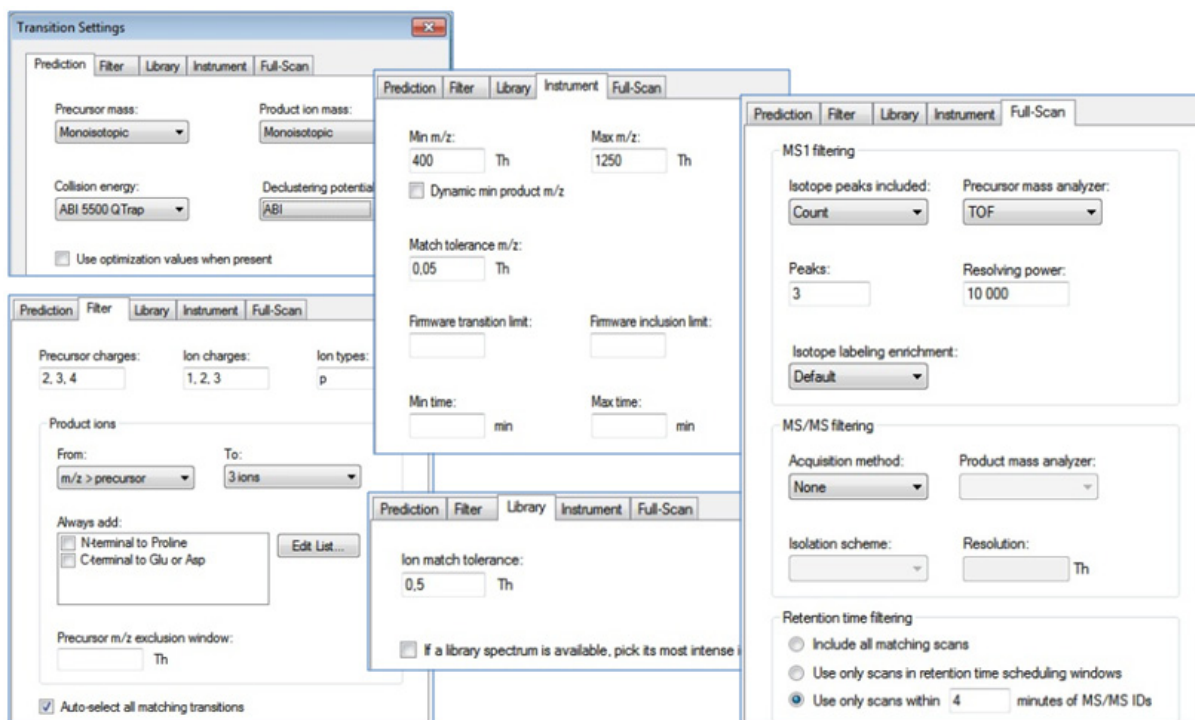 Transition Settings
Prediction Filter Library Instrument Full-Scan
Precursor mass: Product ion mass:
Monoisotopic Monoisotopic
Collision energy: Declustering potential
ABI 5500 QTrap ABI
Use optimization values when present
Prediction Filter Library Instrument Full-Scan
Precursor charges: Ion charges: Ion types:
2, 3, 4 1, 2, 3 p
Product ions
From: To:
m/z > precursor 3 ions
Always add:
N-terminal to Proline
C-terminal to Glu or Asp
Edit List...
Precursor m/z exclusion window:
Th
Auto-select all matching transitions
Prediction Filter Library Instrument Full-Scan
Min m/z: Max m/z:
400 Th 1250 Th
Dynamic min product m/z
Match tolerance m/z:
0,05 Th
Firmware transition limit: Firmware inclusion limit:
Min time: Max time:
min min
Prediction Filter Library Instrument Full-Scan
Ion match tolerance:
0,5 Th
If a library spectrum is available, pick its most intense i
Prediction Filter Library Instrument Full-Scan
MS1 filtering
Isotope peaks included: Precursor mass analyzer:
Count TOF
Peaks: Resolving power:
3 10 000
Isotope labeling enrichment:
Default
MS/MS filtering
Acquisition method: Product mass analyzer:
None
Isolation scheme: Resolution:
Th
Retention time filtering
Include all matching scans
Use only scans in retention time scheduling windows
Use only scans within 4 minutes of MS/MS IDs